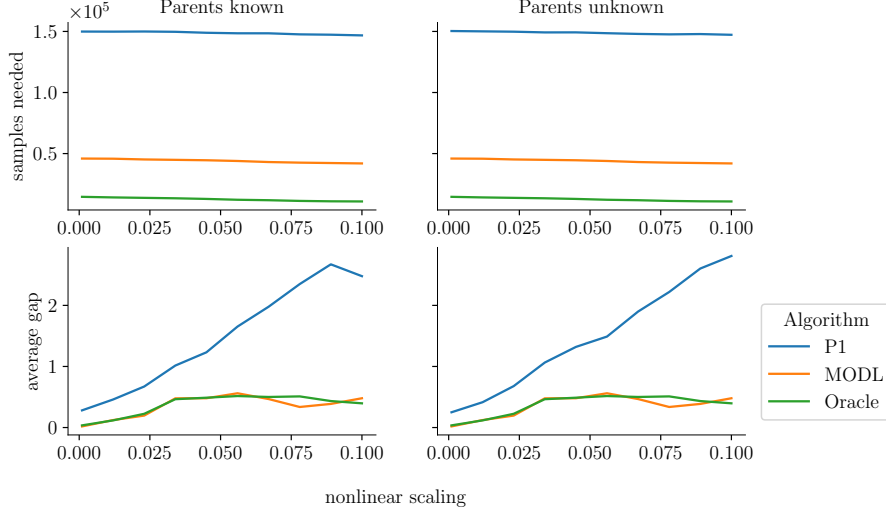 Parents known
Parents unknown
×10⁵
samples needed
1.5
1.0
0.5
0.000 0.025 0.050 0.075 0.100
0.000 0.025 0.050 0.075 0.100
average gap
2
1
0
0.000 0.025 0.050 0.075 0.100
0.000 0.025 0.050 0.075 0.100
nonlinear scaling
Algorithm
P1
MODL
Oracle